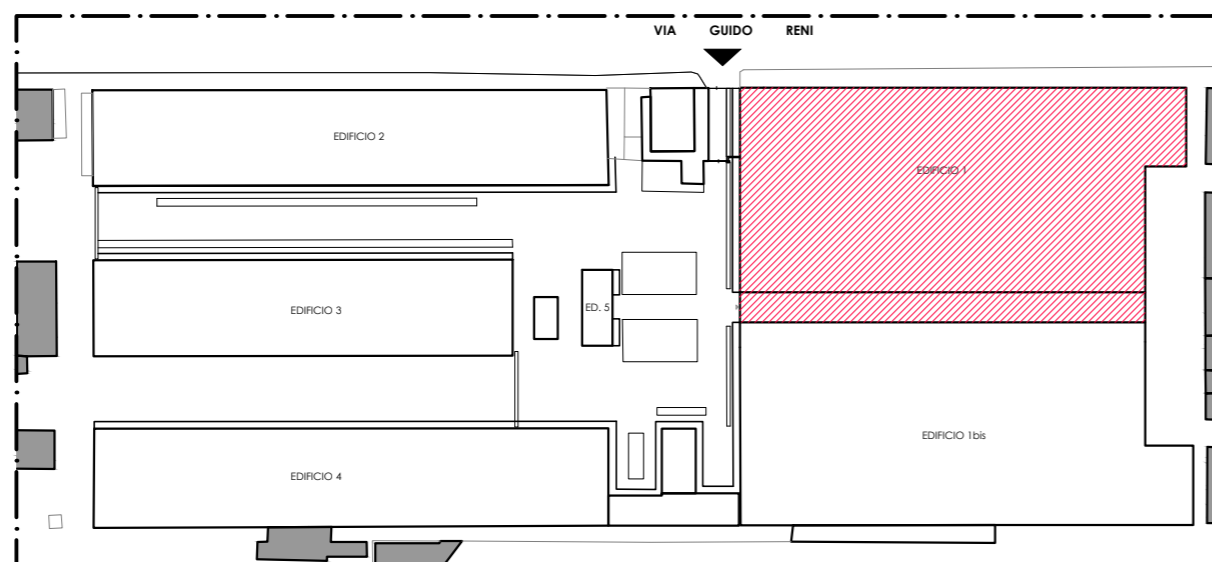 VIA GUIDO RENI
EDIFICIO 2
EDIFICIO 1
EDIFICIO 3
ED. 5
EDIFICIO 1bis
EDIFICIO 4